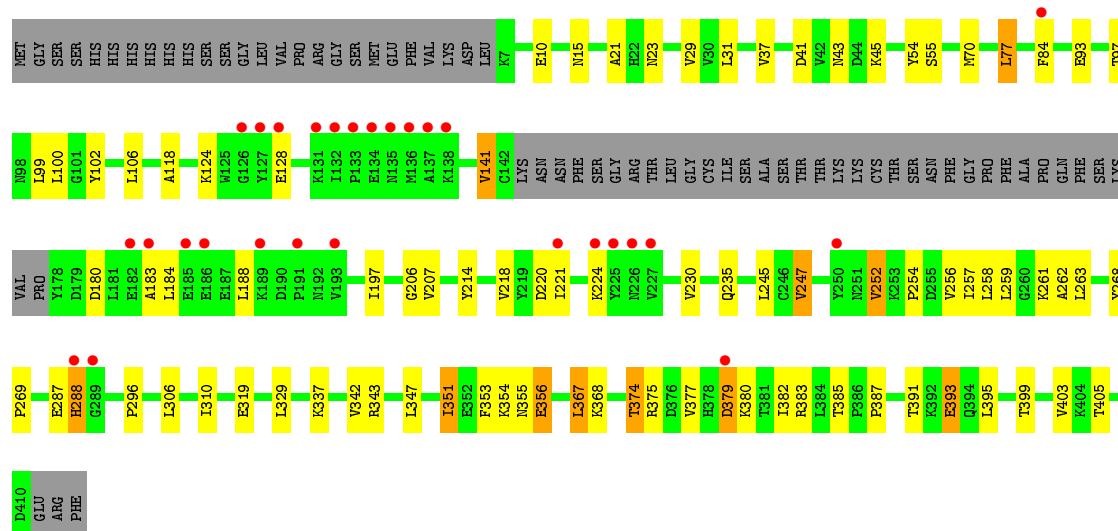 MET GLY SER SER HIS HIS HIS HIS HIS HIS SER SER GLY LEU VAL PRO ARG GLY SER MET GLU PHE VAL LYS ASP LEU K7 E10 N15 A21 H22 N23 V29 V30 L31 V37 D41 V42 N43 D44 K45 Y54 S55 M70 L77 F84 E93 T97
N98 L99 L100 G101 Y102 L106 A118 K124 W125 G126 Y127 E128 K131 I132 P133 E134 N135 M136 A137 K138 V141 C142 LYS ASN ASN PHE SER GLY ARG THR LEU GLY CYS ILE SER ALA SER THR THR LYS LYS CYS THR SER ASN PHE GLY PRO PHE ALA PRO GLN PHE SER LYS
VAL PRO Y178 D179 D180 L181 E182 A183 L184 E185 E186 E187 L188 K189 D190 P191 N192 V193 I197 G206 V207 Y214 V218 Y219 D220 I221 K224 Y225 N226 V227 V230 Q235 L245 C246 V247 Y250 N251 V252 K253 P254 D255 V256 I257 L258 L259 G260 K261 A262 L263 Y268
P269 E287 H288 G289 P296 L306 I310 E319 L329 K337 V342 R343 L347 I351 E352 F353 K354 N355 E356 L367 K368 T374 R375 D376 V377 H378 D379 K380 T381 I382 R383 L384 T385 P386 P387 T391 K392 E393 Q394 L395 T399 V403 K404 T405
D410 GLU ARG PHE